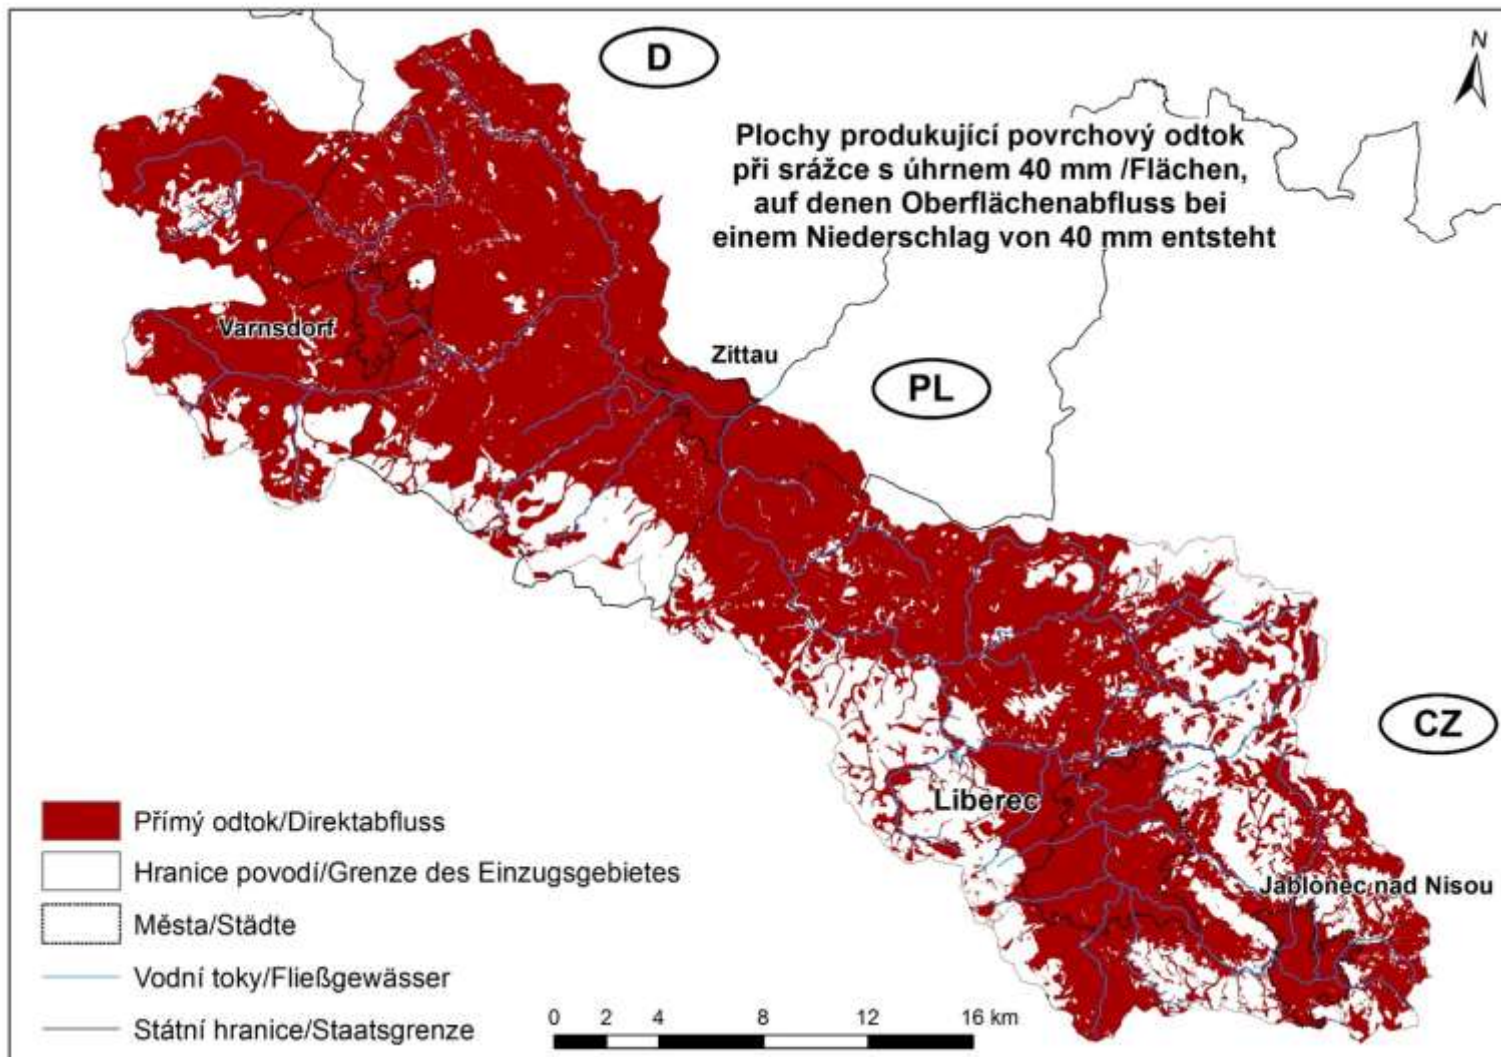 D
N
Plochy produkující povrchový odtok
při srážce s úhrnem 40 mm /Flächen,
auf denen Oberflächenabfluss bei
einem Niederschlag von 40 mm entsteht
Varnsdorf
Zittau
PL
CZ
Liberec
Jablonec nad Nisou
Přímý odtok/Direktabfluss
Hranice povodí/Grenze des Einzugsgebietes
Města/Städte
Vodní toky/Fließgewässer
Státní hranice/Staatsgrenze
0 2 4 8 12 16 km